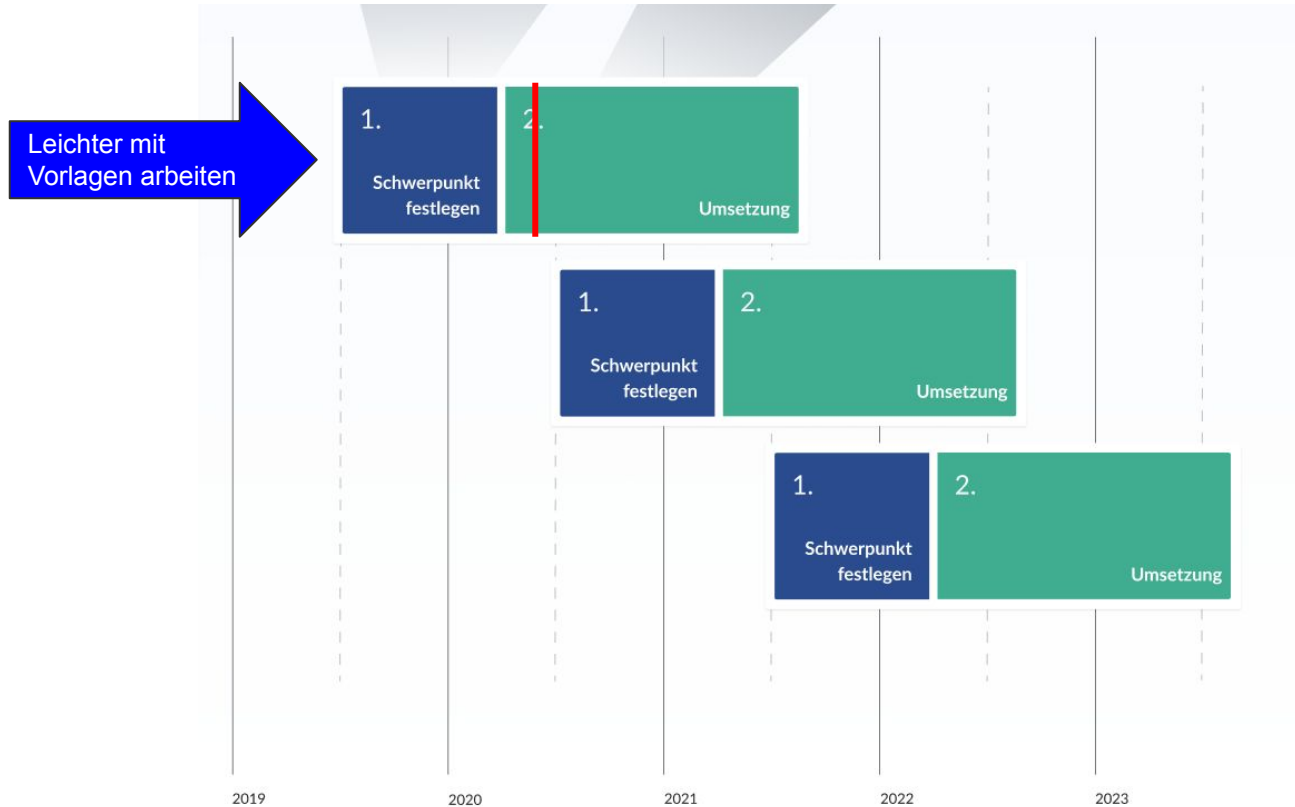 Leichter mit
Vorlagen arbeiten
1.
Schwerpunkt
festlegen
2.
Umsetzung
1.
Schwerpunkt
festlegen
2.
Umsetzung
1.
Schwerpunkt
festlegen
2.
Umsetzung
2019
2020
2021
2022
2023